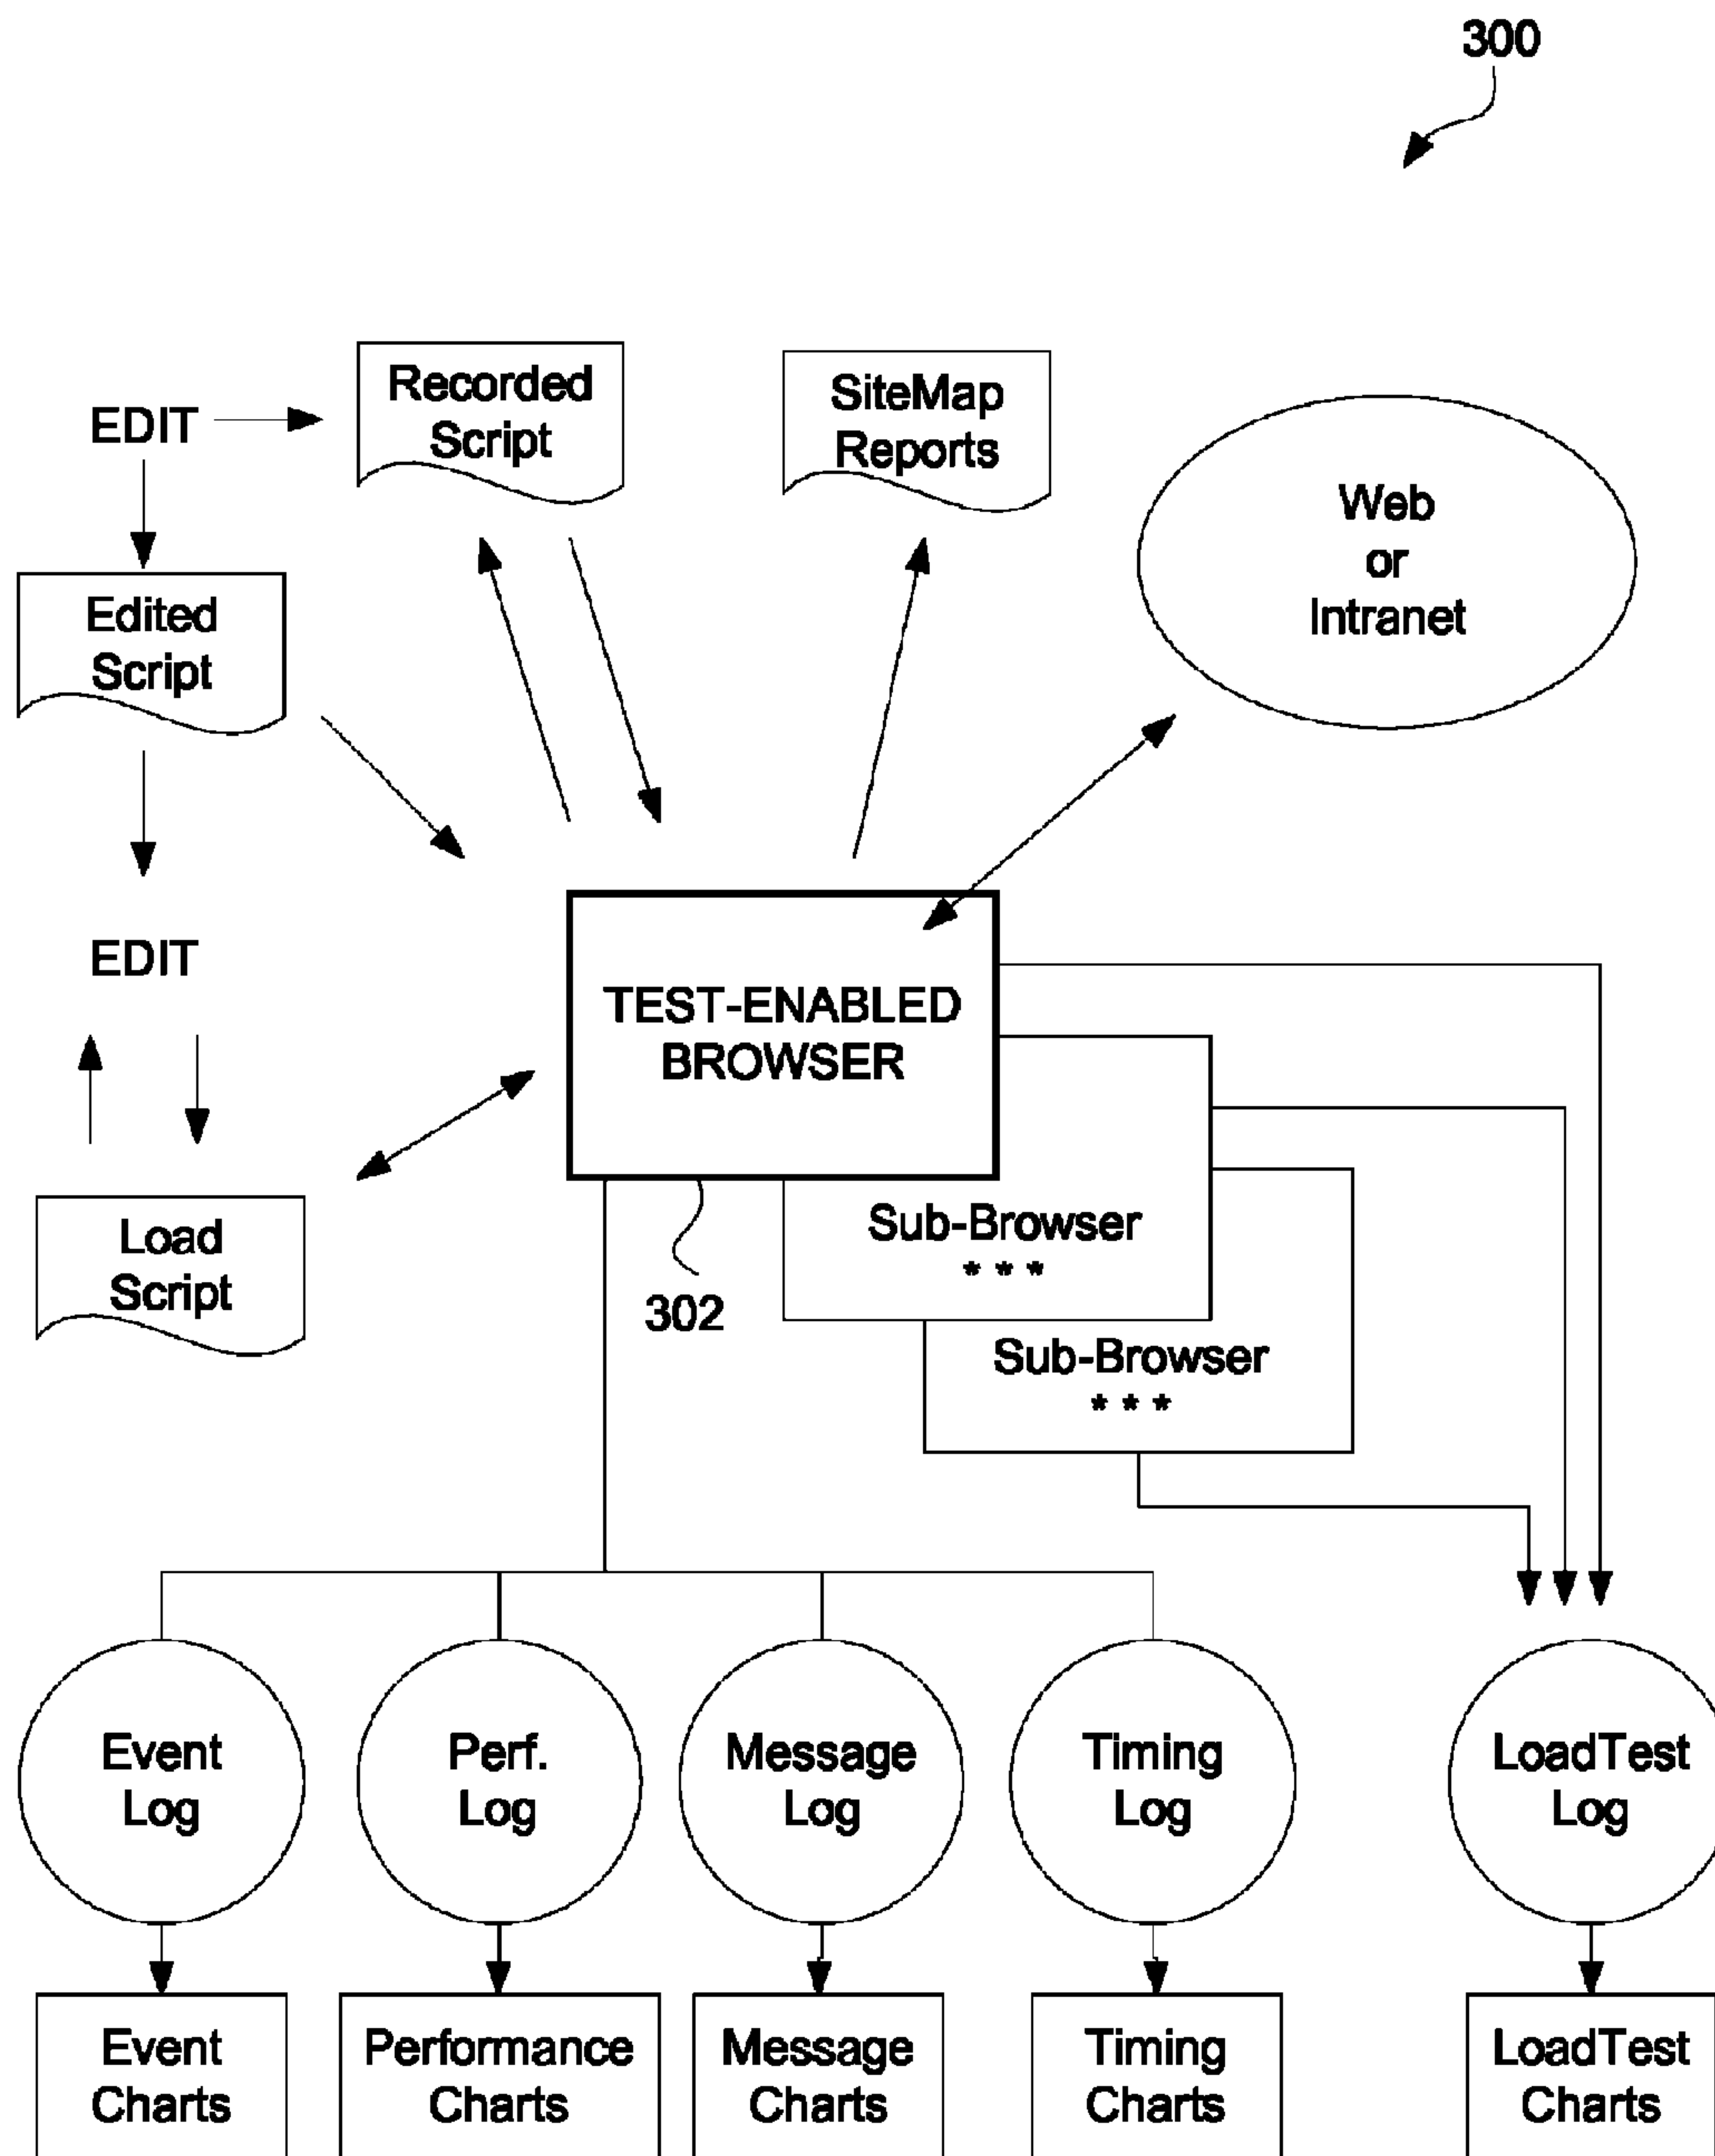 300
Recorded
Script
SiteMap
Reports
EDIT
Web
or
Intranet
Edited
Script
EDIT
TEST-ENABLED
BROWSER
Load
Script
Sub-Browser
* * *
302
Sub-Browser
* * *
Event
Log
Perf.
Log
Message
Log
Timing
Log
LoadTest
Log
Event
Charts
Performance
Charts
Message
Charts
Timing
Charts
LoadTest
Charts